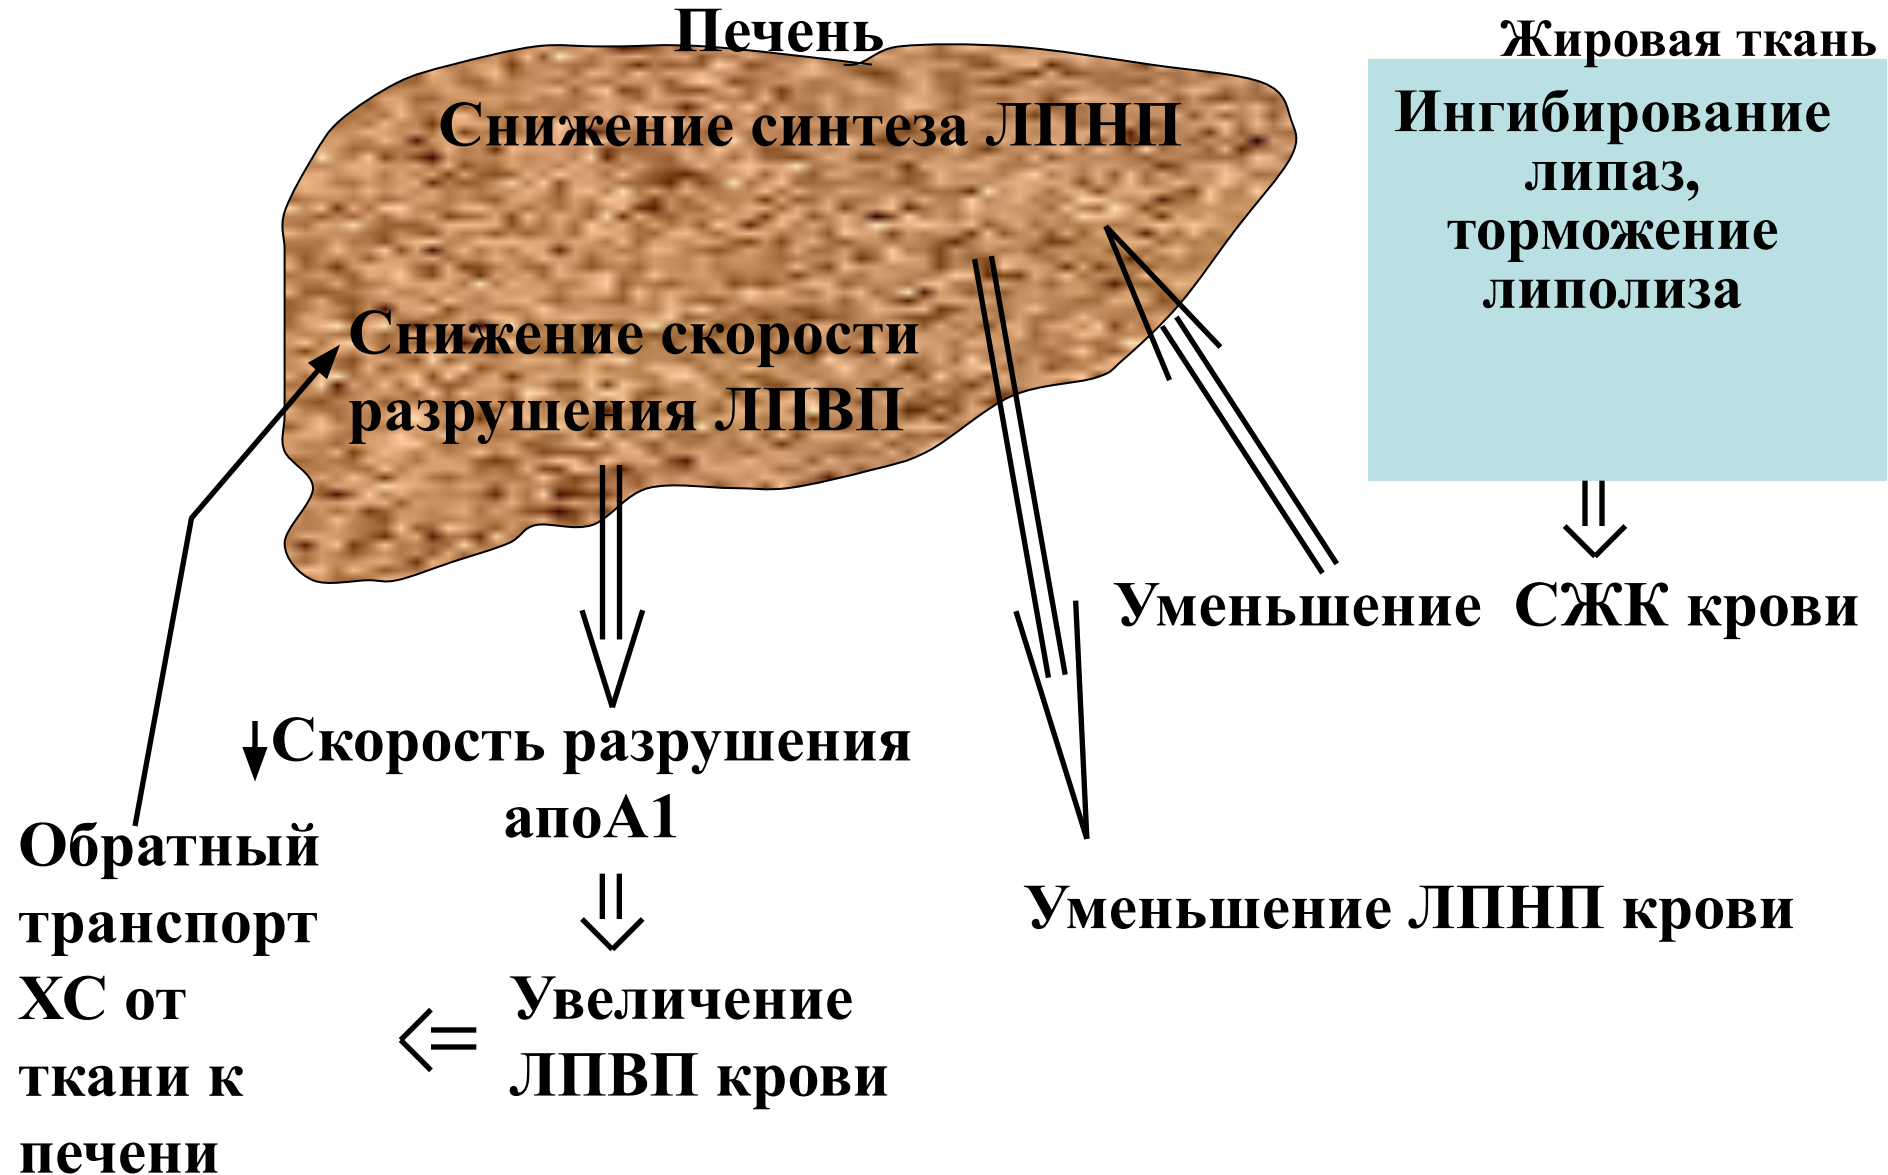 Печень
Снижение синтеза ЛПНП
Снижение скорости
разрушения ЛПВП
Жировая ткань
Ингибирование
липаз,
торможение
липолиза
Уменьшение СЖК крови
Уменьшение ЛПНП крови
Скорость разрушения
апоА1
Увеличение
ЛПВП крови
Обратный
транспорт
ХС от
ткани к
печени